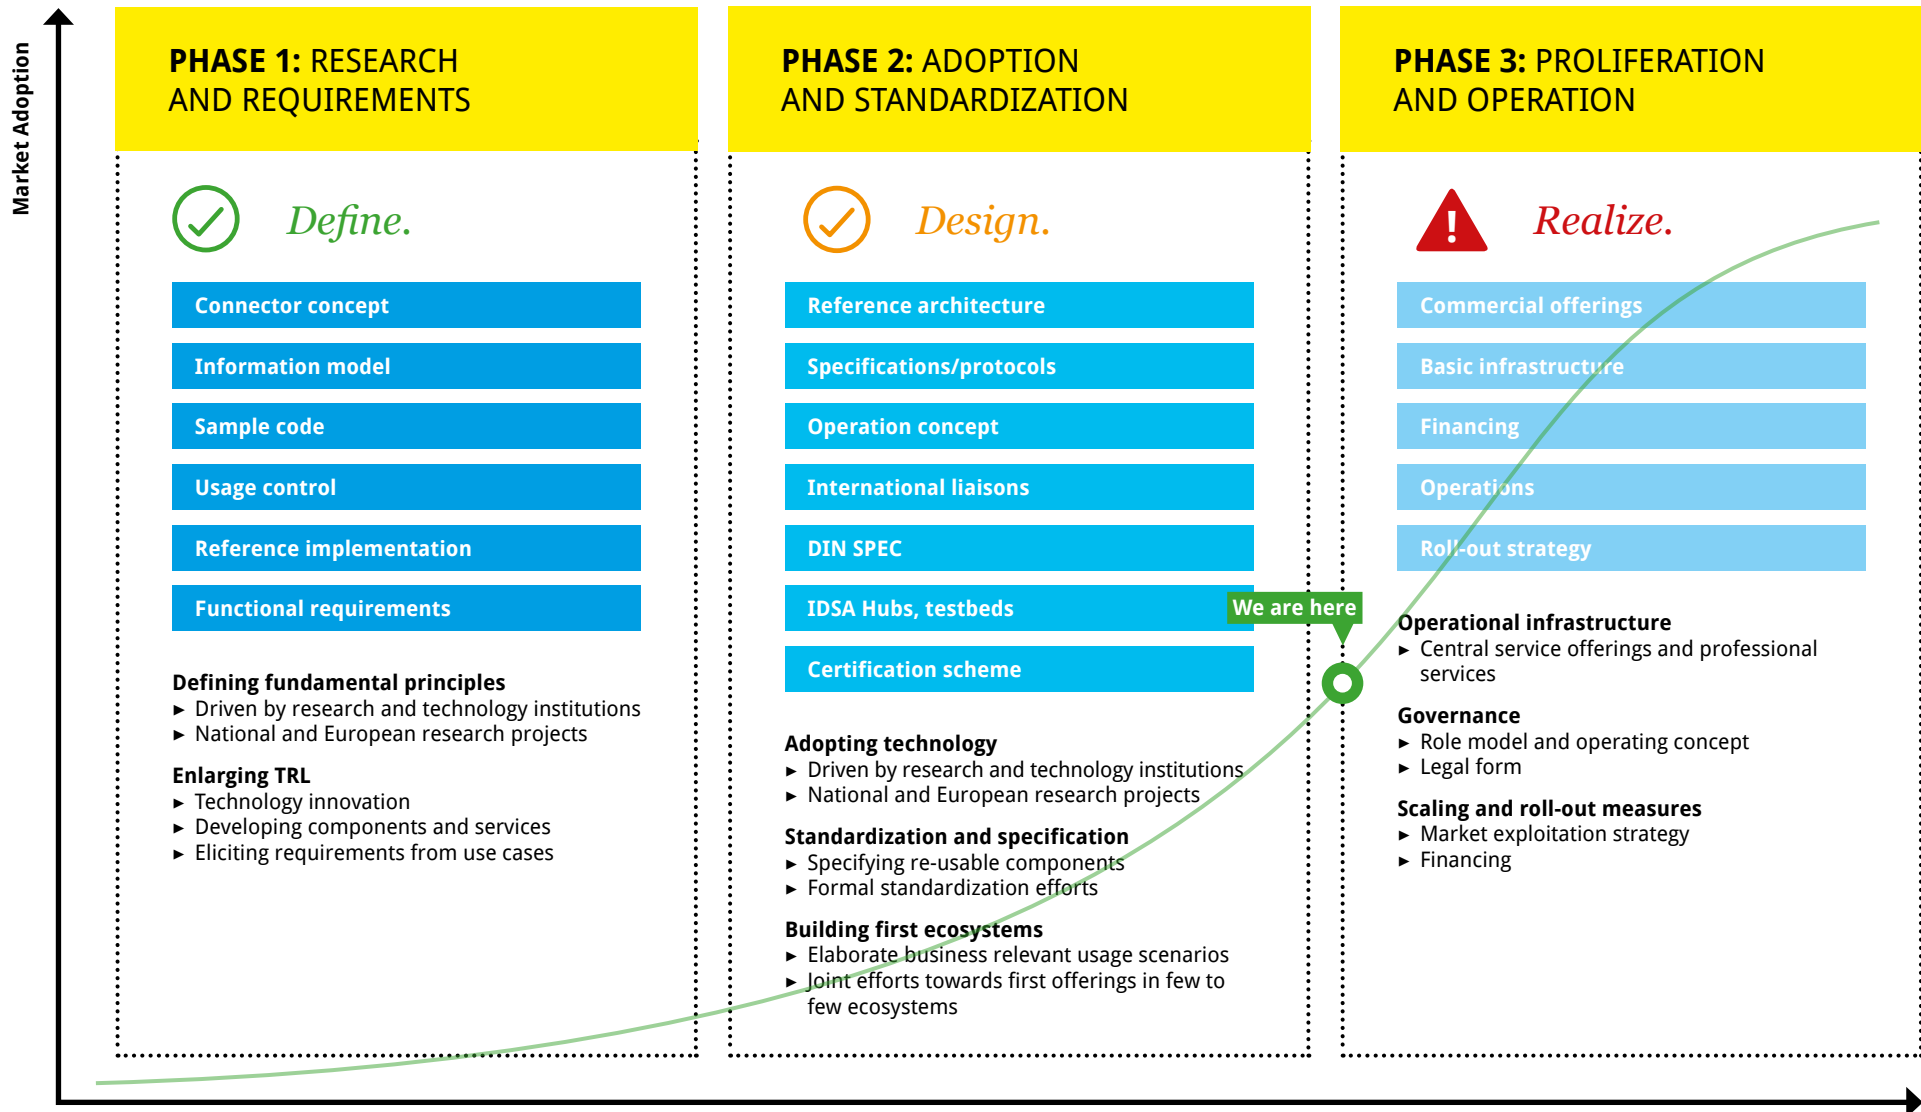 Market Adoption
PHASE 1: RESEARCH
AND REQUIREMENTS
Define.
Connector concept
Information model
Sample code
Usage control
Reference implementation
Functional requirements
Defining fundamental principles
► Driven by research and technology institutions
► National and European research projects
Enlarging TRL
► Technology innovation
► Developing components and services
► Eliciting requirements from use cases
PHASE 2: ADOPTION
AND STANDARDIZATION
Design.
Reference architecture
Specifications/protocols
Operation concept
International liaisons
DIN SPEC
IDSA Hubs, testbeds
Certification scheme
Adopting technology
► Driven by research and technology institutions
► National and European research projects
Standardization and specification
► Specifying re-usable components
► Formal standardization efforts
Building first ecosystems
► Elaborate business relevant usage scenarios
► Joint efforts towards first offerings in few to
few ecosystems
We are here
PHASE 3: PROLIFERATION
AND OPERATION
Realize.
Commercial offerings
Basic infrastructure
Financing
Operations
Roll-out strategy
Operational infrastructure
► Central service offerings and professional
services
Governance
► Role model and operating concept
► Legal form
Scaling and roll-out measures
► Market exploitation strategy
► Financing